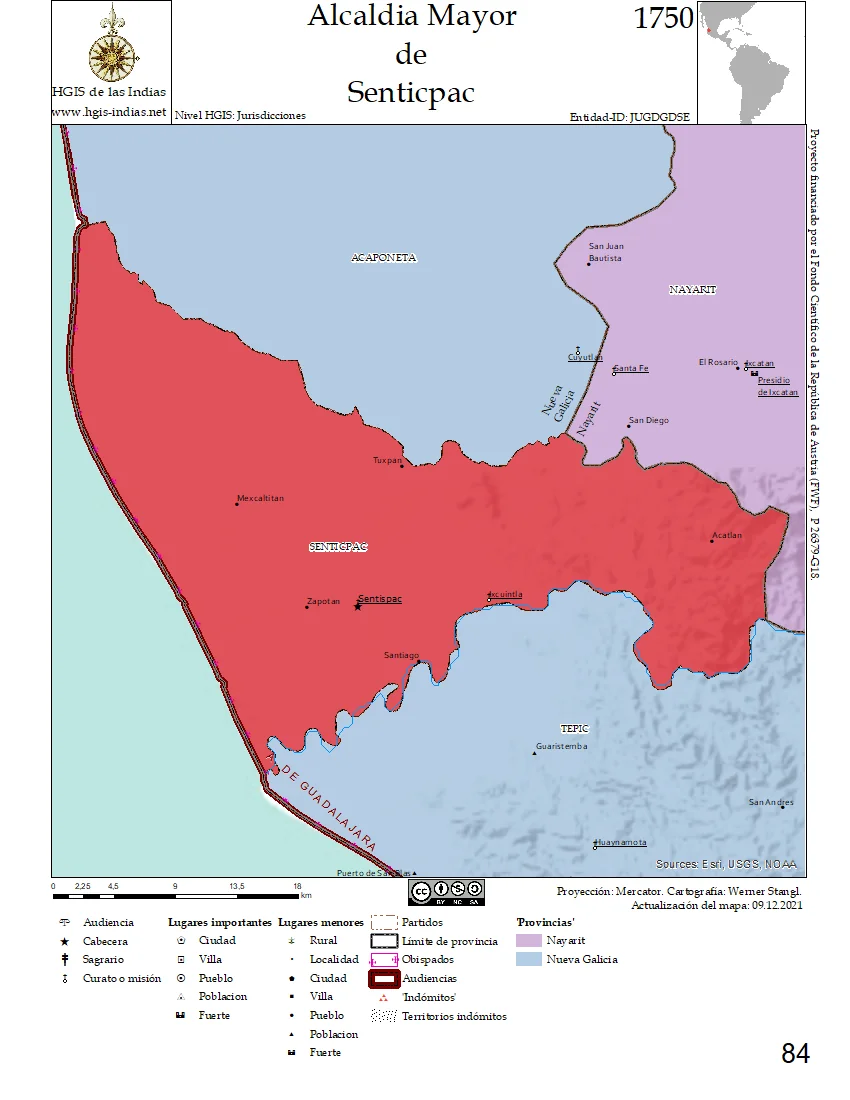 Alcaldia Mayor
de
Senticpac
1750
HGIS de las Indias
www.hgis-indias.net
Nivel HGIS: Jurisdicciones
Entidad-ID: JUGDGDSE
Proyecto financiado por el Fondo Científico de la República de Austria (FWF), P 26379-G18.
ACAPONETA
San Juan
Bautista
NAYARIT
Cuyutlan
Santa Fe
El Rosario
Ixcatan
Presidio
de Ixcatan
Nueva
Galicia
Nayarit
San Diego
Tuxpan
Mexcaltitan
Acatlan
SENTICPAC
Zapotan
Sentispac
Ixcuintla
Santiago
TEPIC
Guaristemba
A DE GUADALAJARA
San Andres
Huaynamota
Puerto de San Blas
Sources: Esri, USGS, NOAA
0 2,25 4,5 9 13,5 18
km
CC BY NC SA
Proyección: Mercator. Cartografía: Werner Stangl.
Actualización del mapa: 09.12.2021
Audiencia
Cabecera
Sagrario
Curato o misión
Lugares importantes
Ciudad
Villa
Pueblo
Poblacion
Fuerte
Lugares menores
Rural
Localidad
Ciudad
Villa
Pueblo
Poblacion
Fuerte
Partidos
Límite de provincia
Obispados
Audiencias
'Indómitos'
Territorios indómitos
'Provincias'
Nayarit
Nueva Galicia
84